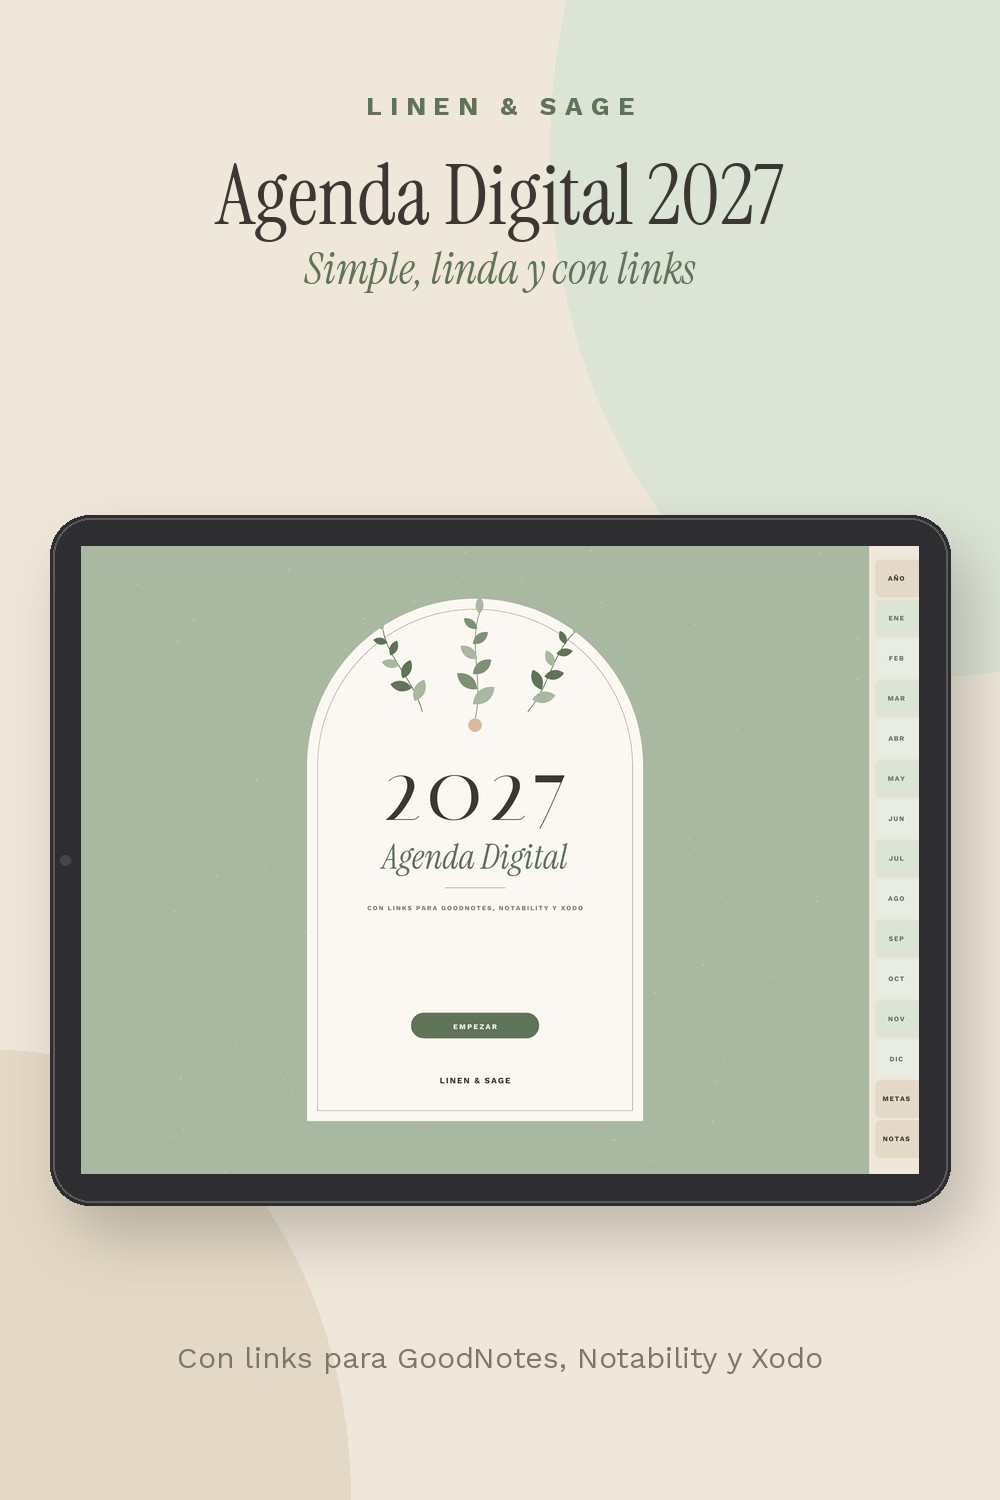 LINEN & SAGE
Agenda Digital 2027
Simple, linda y con links
2027
Agenda Digital
CON LINKS PARA GOODNOTES, NOTABILITY Y XODO
EMPEZAR
LINEN & SAGE
AÑO
ENE
FEB
MAR
ABR
MAY
JUN
JUL
AGO
SEP
OCT
NOV
DIC
METAS
NOTAS
Con links para GoodNotes, Notability y Xodo